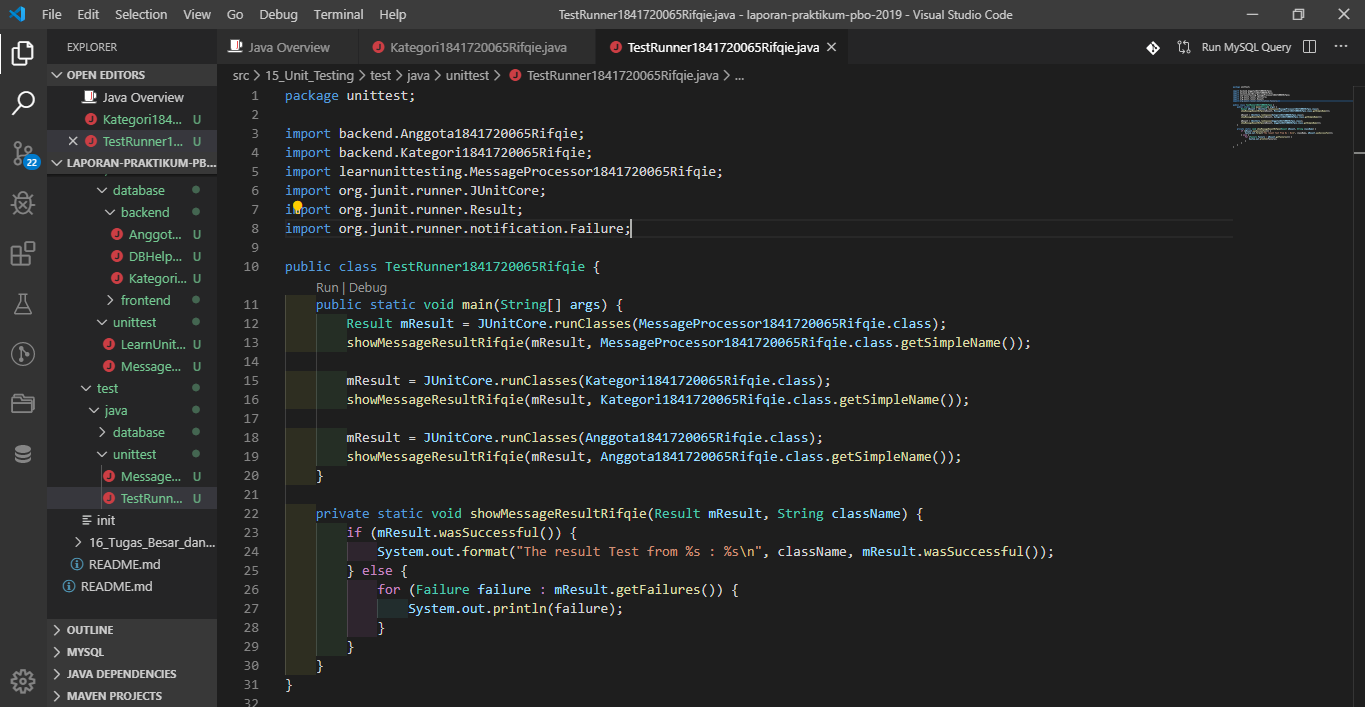 File Edit Selection View Go Debug Terminal Help TestRunner1841720065Rifqie.java - laporan-praktikum-pbo-2019 - Visual Studio Code
EXPLORER
OPEN EDITORS
Java Overview
Kategori184... U
TestRunner1... U
LAPORAN-PRAKTIKUM-PB...
database
backend
Anggot... U
DBHelp... U
Kategori... U
frontend
unittest
LearnUnit... U
Message... U
test
java
database
unittest
Message... U
TestRunn... U
init
16_Tugas_Besar_dan...
README.md
README.md
OUTLINE
MYSQL
JAVA DEPENDENCIES
MAVEN PROJECTS
22
Java Overview Kategori1841720065Rifqie.java TestRunner1841720065Rifqie.java Run MySQL Query
src > 15_Unit_Testing > test > java > unittest > TestRunner1841720065Rifqie.java > ...
1 package unittest;
2
3 import backend.Anggota1841720065Rifqie;
4 import backend.Kategori1841720065Rifqie;
5 import learnunittesting.MessageProcessor1841720065Rifqie;
6 import org.junit.runner.JUnitCore;
7 import org.junit.runner.Result;
8 import org.junit.runner.notification.Failure;
9
10 public class TestRunner1841720065Rifqie {
Run | Debug
11 public static void main(String[] args) {
12 Result mResult = JUnitCore.runClasses(MessageProcessor1841720065Rifqie.class);
13 showMessageResultRifqie(mResult, MessageProcessor1841720065Rifqie.class.getSimpleName());
14
15 mResult = JUnitCore.runClasses(Kategori1841720065Rifqie.class);
16 showMessageResultRifqie(mResult, Kategori1841720065Rifqie.class.getSimpleName());
17
18 mResult = JUnitCore.runClasses(Anggota1841720065Rifqie.class);
19 showMessageResultRifqie(mResult, Anggota1841720065Rifqie.class.getSimpleName());
20 }
21
22 private static void showMessageResultRifqie(Result mResult, String className) {
23 if (mResult.wasSuccessful()) {
24 System.out.format("The result Test from %s : %s\n", className, mResult.wasSuccessful());
25 } else {
26 for (Failure failure : mResult.getFailures()) {
27 System.out.println(failure);
28 }
29 }
30 }
31 }
32